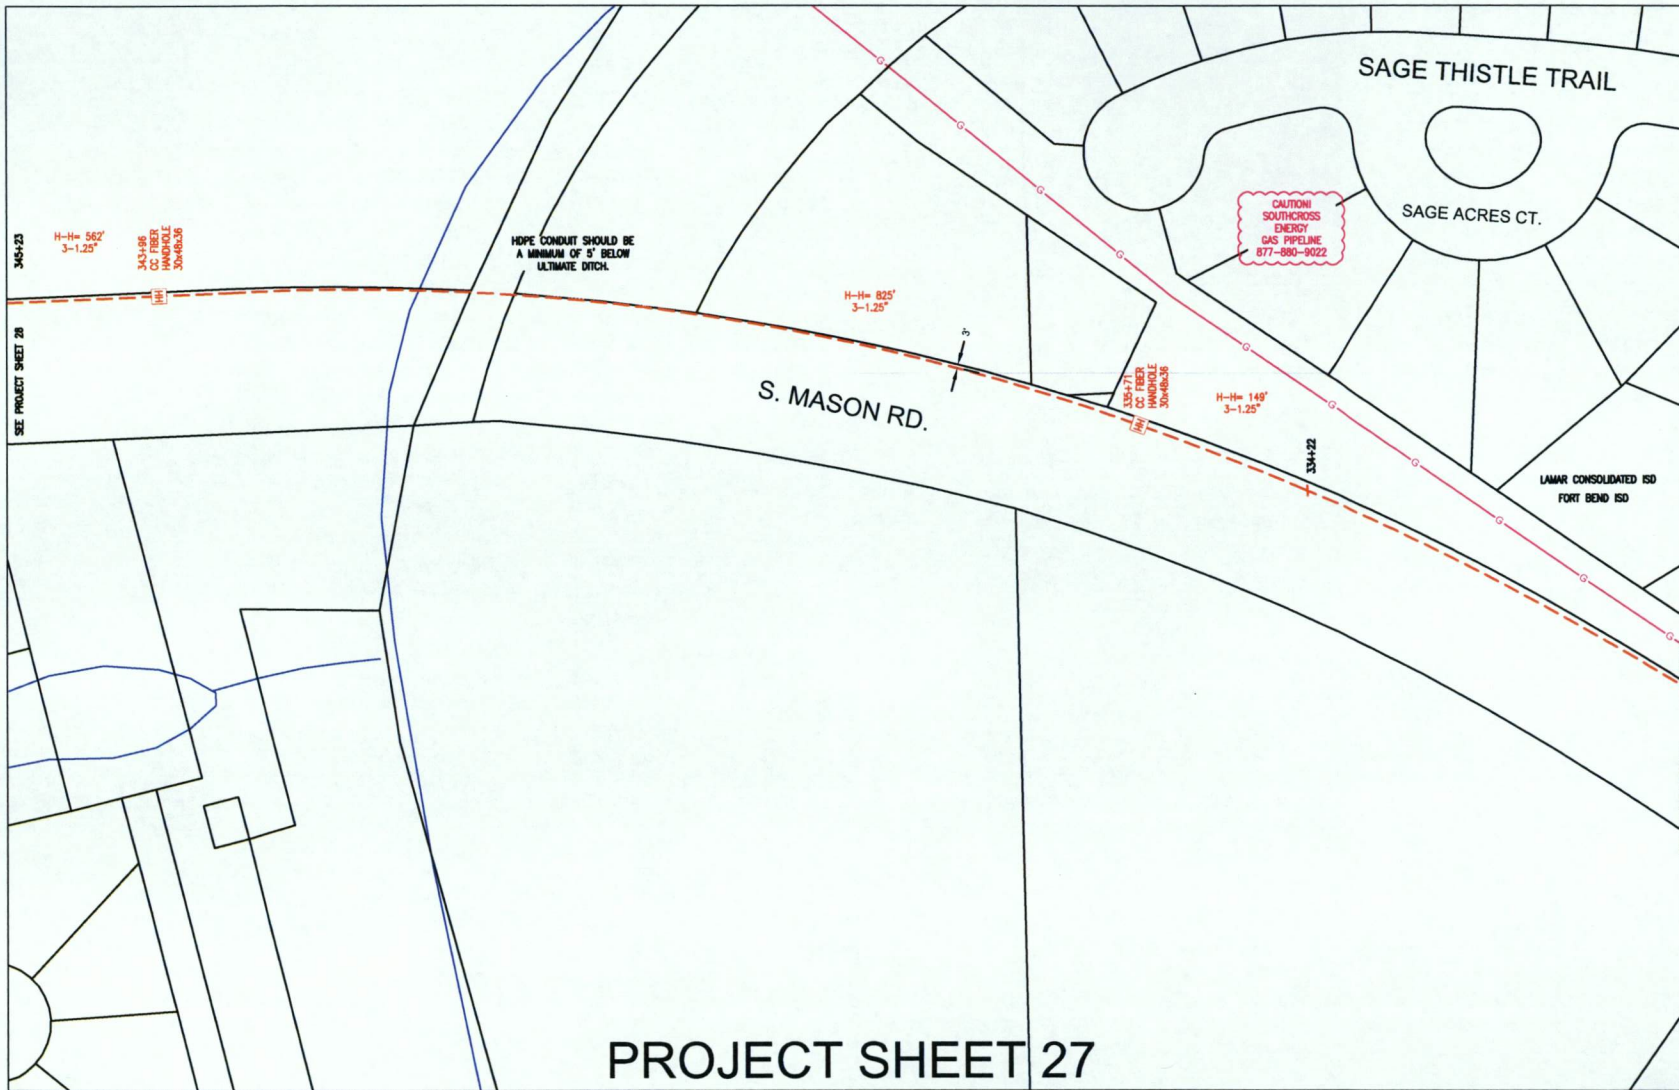 SAGE THISTLE TRAIL
CAUTION!
SOUTHCROSS
ENERGY
GAS PIPELINE
877-880-9022
SAGE ACRES CT.
345+23
H-H= 562'
3-1.25"
343+96
CC FIBER
HANDHOLE
30x48x36
HH
HDPE CONDUIT SHOULD BE
A MINIMUM OF 5' BELOW
ULTIMATE DITCH.
H-H= 825'
3-1.25"
3'
SEE PROJECT SHEET 28
S. MASON RD.
335+71
CC FIBER
HANDHOLE
30x48x36
HH
H-H= 149'
3-1.25"
334+22
LAMAR CONSOLIDATED ISD
FORT BEND ISD
G
G
G
G
G
G
G
G
G
G
G
PROJECT SHEET 27